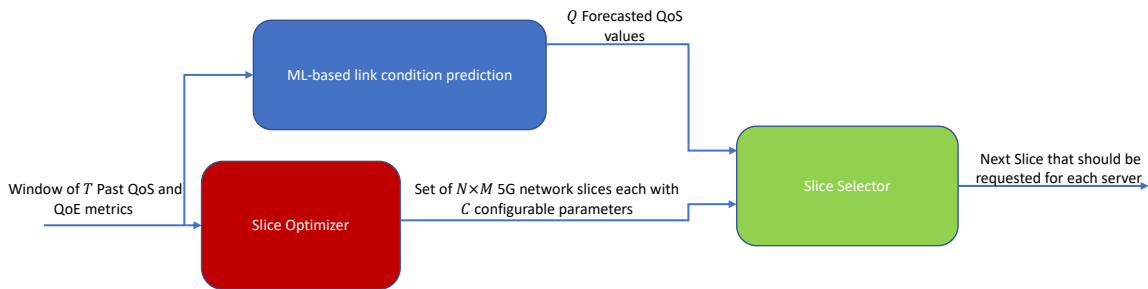 Q Forecasted QoS
values
ML-based link condition prediction
Window of T Past QoS and
QoE metrics
Slice Optimizer
Set of N×M 5G network slices each with
C configurable parameters
Slice Selector
Next Slice that should be
requested for each server